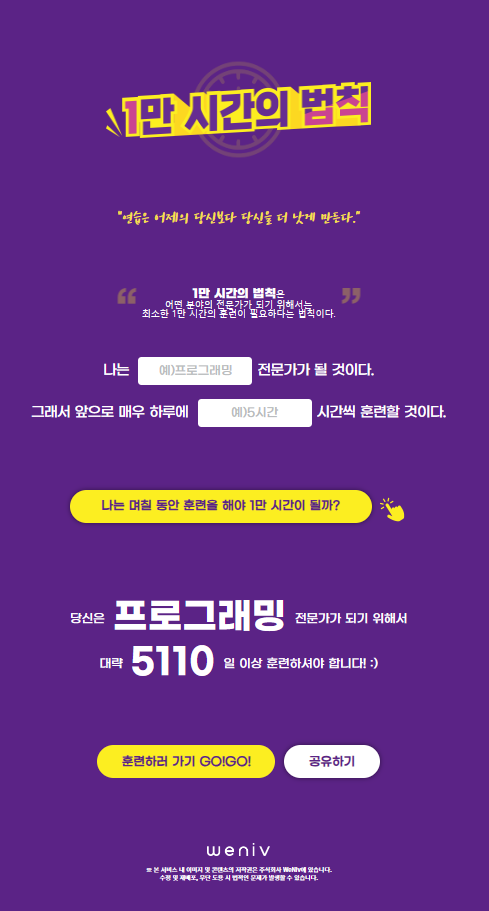 1만 시간의 법칙
"연습은 어제의 당신보다 당신을 더 낫게 만든다."
“ 1만 시간의 법칙은 ”
어떤 분야의 전문가가 되기 위해서는
최소한 1만 시간의 훈련이 필요하다는 법칙이다.
나는 예)프로그래밍 전문가가 될 것이다.
그래서 앞으로 매우 하루에 예)5시간 시간씩 훈련할 것이다.
나는 며칠 동안 훈련을 해야 1만 시간이 될까?
당신은 프로그래밍 전문가가 되기 위해서
대략 5110 일 이상 훈련하셔야 합니다! :)
훈련하러 가기 GO!GO! 공유하기
weniv
※ 본 서비스 내 이미지 및 콘텐츠의 저작권은 주식회사 WeNiv에 있습니다.
수정 및 재배포, 무단 도용 시 법적인 문제가 발생할 수 있습니다.